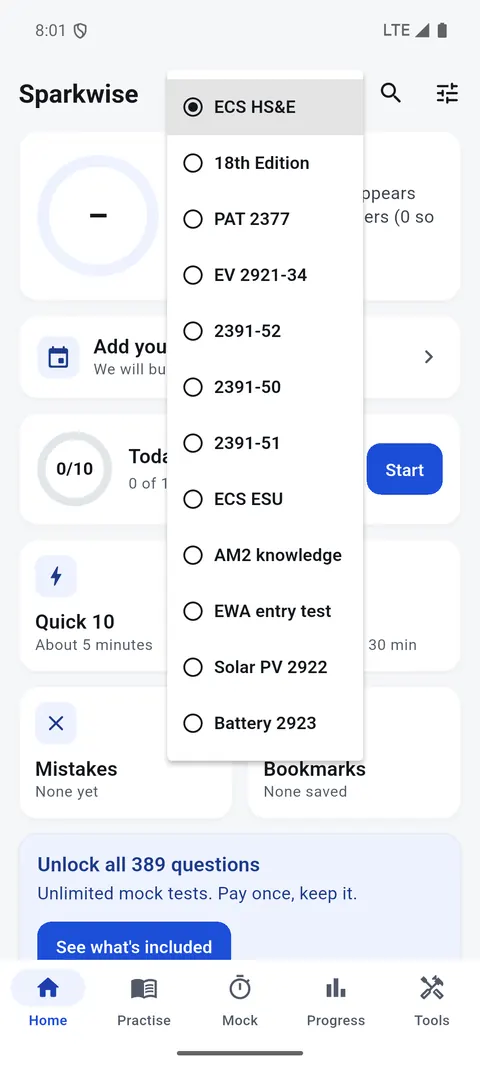 8:01
LTE
Sparkwise
ECS HS&E
18th Edition
PAT 2377
EV 2921-34
2391-52
2391-50
2391-51
ECS ESU
AM2 knowledge
EWA entry test
Solar PV 2922
Battery 2923
–
ppears
ers (0 so
Add you
We will bu
0/10
Toda
0 of 1
Start
Quick 10
About 5 minutes
30 min
Mistakes
None yet
Bookmarks
None saved
Unlock all 389 questions
Unlimited mock tests. Pay once, keep it.
See what's included
Home
Practise
Mock
Progress
Tools